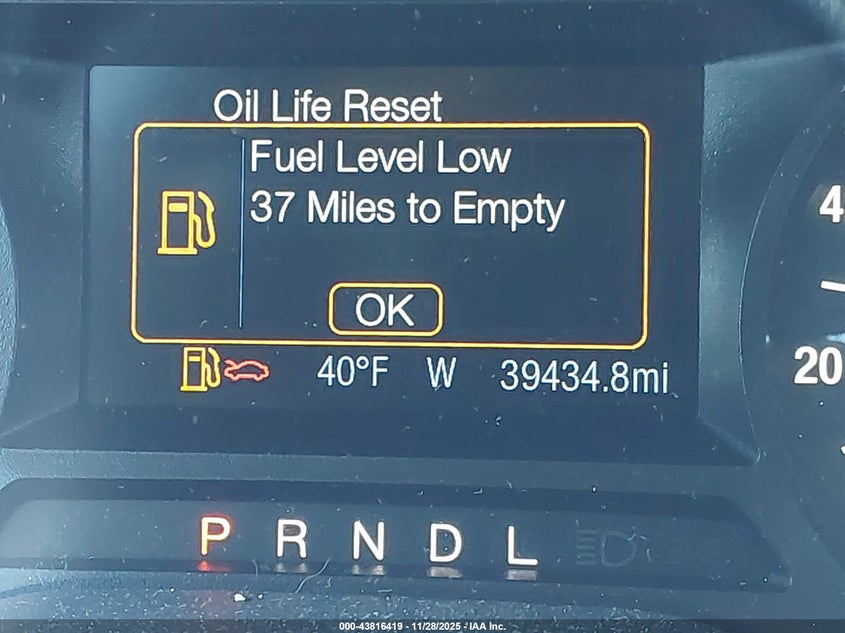 Oil Life Reset
Fuel Level Low
37 Miles to Empty
OK
40°F W 39434.8mi
4
20
P R N D L
000-43816419 - 11/28/2025 - IAA Inc.